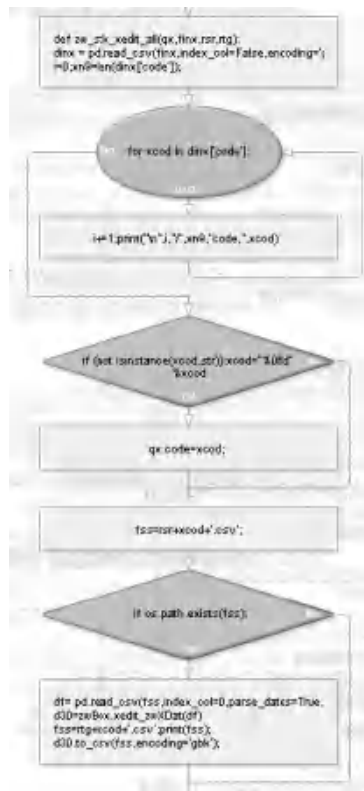 def zw_stk_xedit_all(qx,finx,rsr,rtg):
dinx = pd.read_csv(finx,index_col=False,encoding='
i=0;xn9=len(dinx['code']);
for xcod in dinx['code']:
i+=1;print("\n",i,"/",xn9,"code,",xcod)
if (not isinstance(xcod,str)):xcod="%06d"
%xcod
qx.code=xcod;
fss=rsr+xcod+'.csv';
if os.path.exists(fss):
df= pd.read_csv(fss,index_col=0,parse_dates=True,
d30=zwBox.xedit_zwXDat(df)
fss=rtg+xcod+'.csv';print(fss);
d30.to_csv(fss,encoding='gbk');